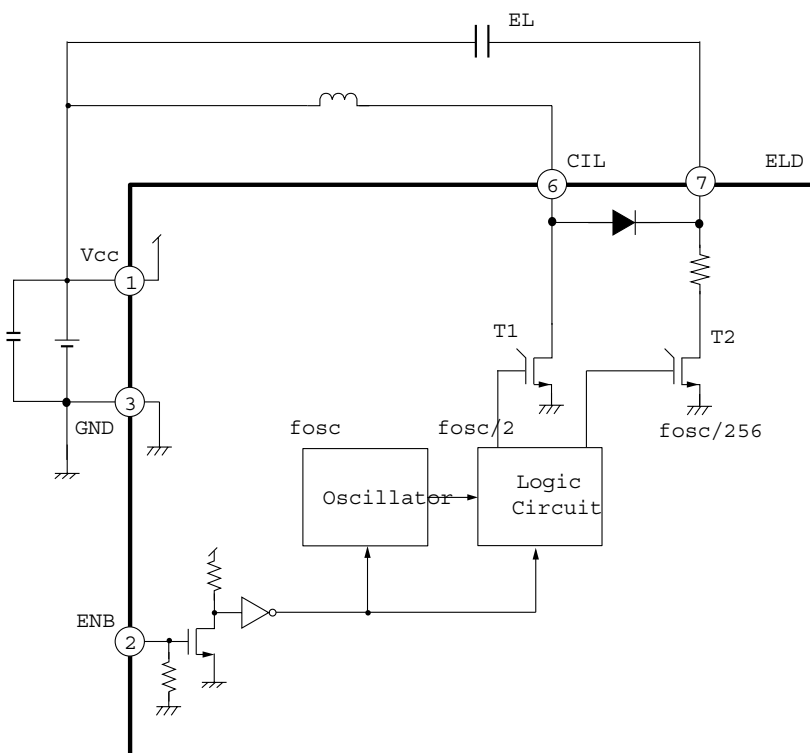 EL
CIL
ELD
6
7
Vcc
1
T1
T2
3
GND
fosc
fosc/2
fosc/256
Oscillator
Logic
Circuit
ENB
2